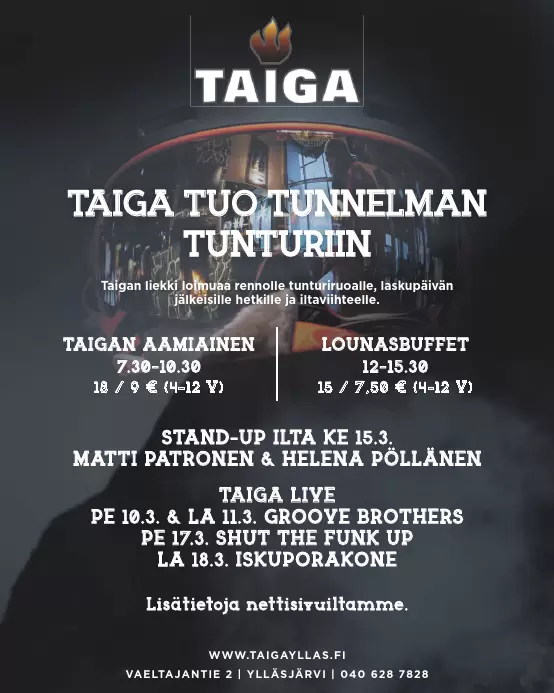 TAIGA
TAIGA TUO TUNNELMAN
TUNTURIIN
Taigan liekki loimuaa rennolle tunturiruoalle, laskupäivän
jälkeisille hetkille ja iltaviihteelle.
TAIGAN AAMIAINEN
7.30-10.30
18 / 9 € (4-12 V)
LOUNASBUFFET
12-15.30
15 / 7,50 € (4-12 V)
STAND-UP ILTA KE 15.3.
MATTI PATRONEN & HELENA PÖLLÄNEN
TAIGA LIVE
PE 10.3. & LA 11.3. GROOVE BROTHERS
PE 17.3. SHUT THE FUNK UP
LA 18.3. ISKUPORAKONE
Lisätietoja nettisivuiltamme.
WWW.TAIGAYLLAS.FI
VAELTAJANTIE 2 | YLLÄSJÄRVI | 040 628 7828